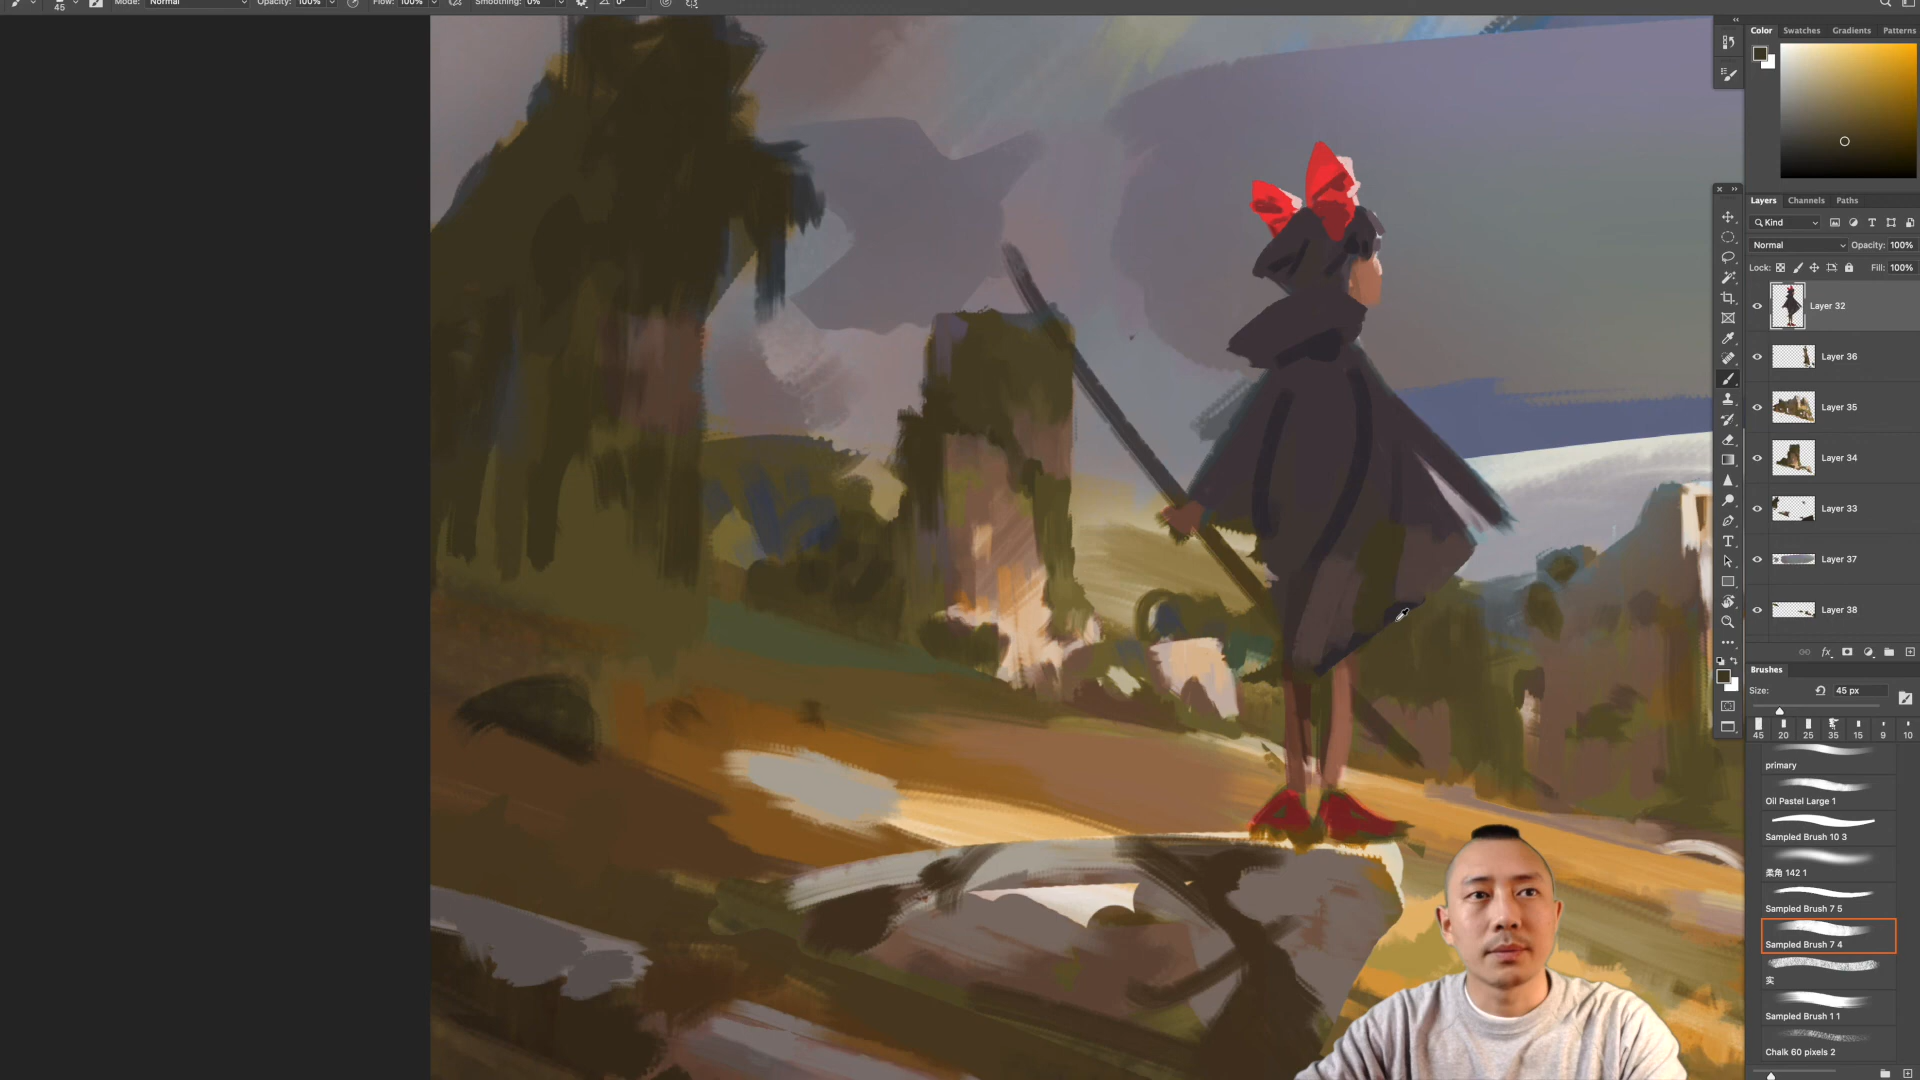 45 Mode: Normal Opacity: 100% Flow: 100% Smoothing: 0% 0°
Color Swatches Gradients Patterns
Layers Channels Paths
Kind
Normal Opacity: 100%
Lock: Fill: 100%
Layer 32
Layer 36
Layer 35
Layer 34
Layer 33
Layer 37
Layer 38
fx
Brushes
Size: 45 px
45 20 25 35 15 9 10
primary
Oil Pastel Large 1
Sampled Brush 10 3
柔角 142 1
Sampled Brush 7 5
Sampled Brush 7 4
实
Sampled Brush 1 1
Chalk 60 pixels 2